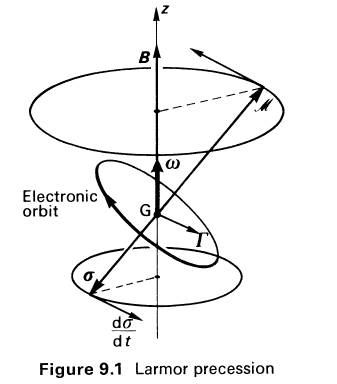 z
B
ℳ
ω
Electronic
orbit
G
Γ
σ
dσ
dt
Figure 9.1 Larmor precession